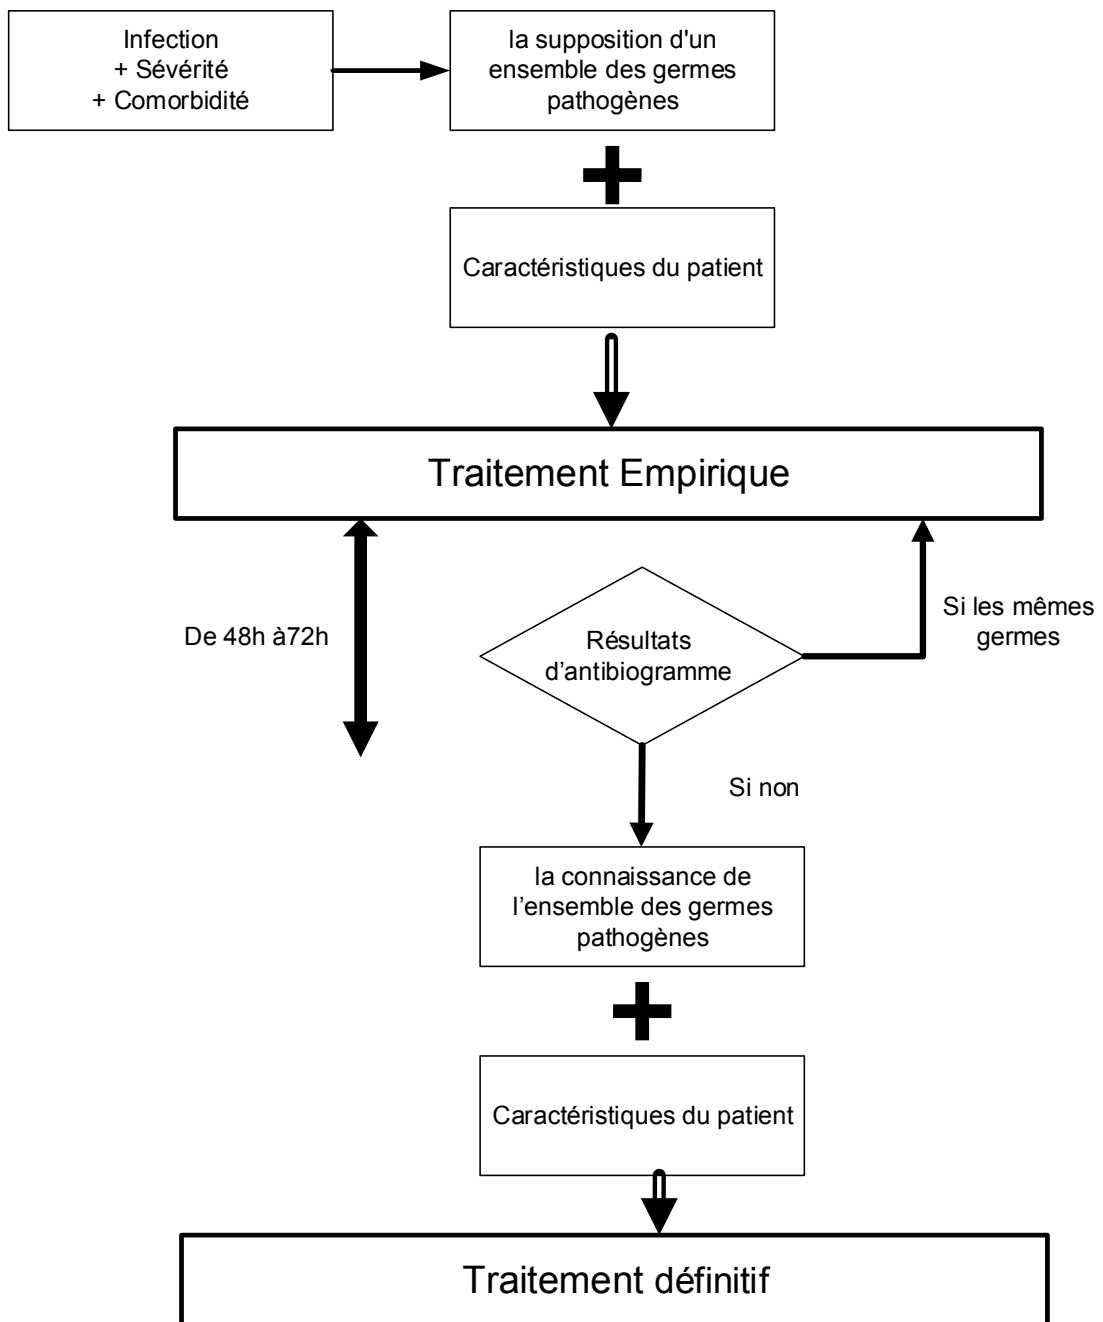 Infection
+ Sévérité
+ Comorbidité
la supposition d'un
ensemble des germes
pathogènes
Caractéristiques du patient
Traitement Empirique
De 48h à72h
Résultats
d’antibiogramme
Si les mêmes
germes
Si non
la connaissance de
l’ensemble des germes
pathogènes
Caractéristiques du patient
Traitement définitif